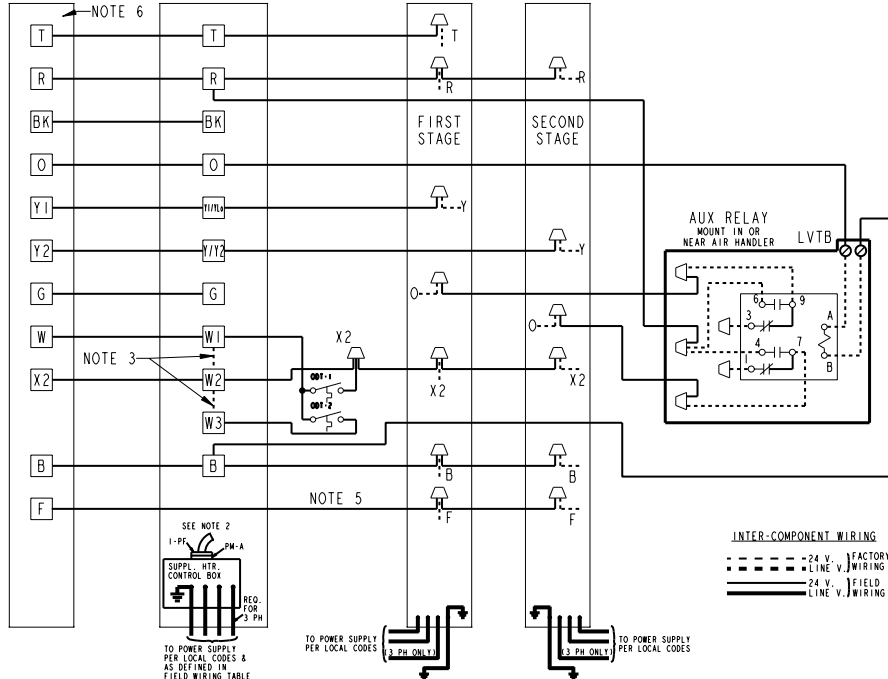 NOTE 6
T T T
R R R R
BK BK
FIRST STAGE
SECOND STAGE
O O
Y1 Y1/YLo Y
AUX RELAY
MOUNT IN OR
NEAR AIR HANDLER
LVTB
Y2 Y/Y2 Y
G G O
6 9
3 A
4 7
1 B
O
W W1 X2
NOTE 3
ODT-1
X2 W2 X2 X2
ODT-2
W3
B B B B
F NOTE 5 F F
SEE NOTE 2
1-PF
PM-A
SUPPL. HTR.
CONTROL BOX
REQ.
FOR
3 PH
TO POWER SUPPLY
PER LOCAL CODES &
AS DEFINED IN
FIELD WIRING TABLE
TO POWER SUPPLY
PER LOCAL CODES
(3 PH ONLY)
(3 PH ONLY)
TO POWER SUPPLY
PER LOCAL CODES
INTER-COMPONENT WIRING
24 V. } FACTORY
LINE V. } WIRING
24 V. } FIELD
LINE V. } WIRING